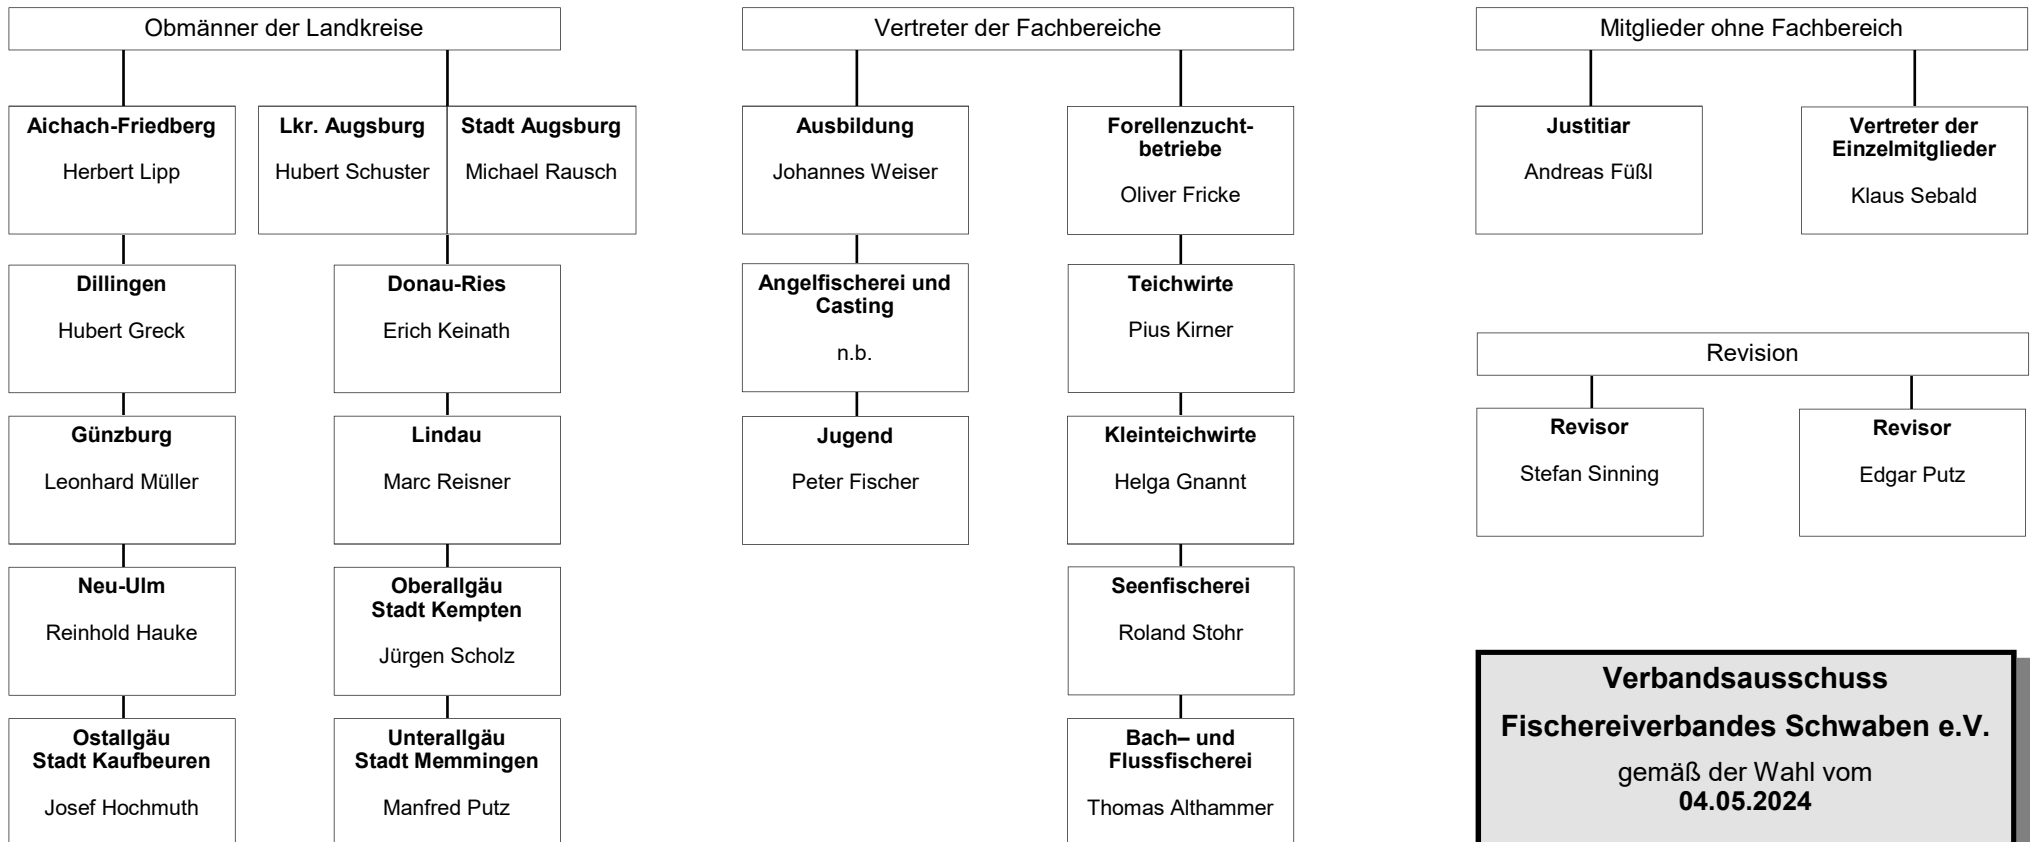 Obmänner der Landkreise
Aichach-Friedberg
Herbert Lipp
Lkr. Augsburg
Hubert Schuster
Stadt Augsburg
Michael Rausch
Dillingen
Hubert Greck
Donau-Ries
Erich Keinath
Günzburg
Leonhard Müller
Lindau
Marc Reisner
Neu-Ulm
Reinhold Hauke
Oberallgäu
Stadt Kempten
Jürgen Scholz
Ostallgäu
Stadt Kaufbeuren
Josef Hochmuth
Unterallgäu
Stadt Memmingen
Manfred Putz
Vertreter der Fachbereiche
Ausbildung
Johannes Weiser
Forellenzucht-
betriebe
Oliver Fricke
Angelfischerei und
Casting
n.b.
Teichwirte
Pius Kirner
Jugend
Peter Fischer
Kleinteichwirte
Helga Gnannt
Seenfischerei
Roland Stohr
Bach– und
Flussfischerei
Thomas Althammer
Mitglieder ohne Fachbereich
Justitiar
Andreas Füßl
Vertreter der
Einzelmitglieder
Klaus Sebald
Revision
Revisor
Stefan Sinning
Revisor
Edgar Putz
Verbandsausschuss
Fischereiverbandes Schwaben e.V.
gemäß der Wahl vom
04.05.2024